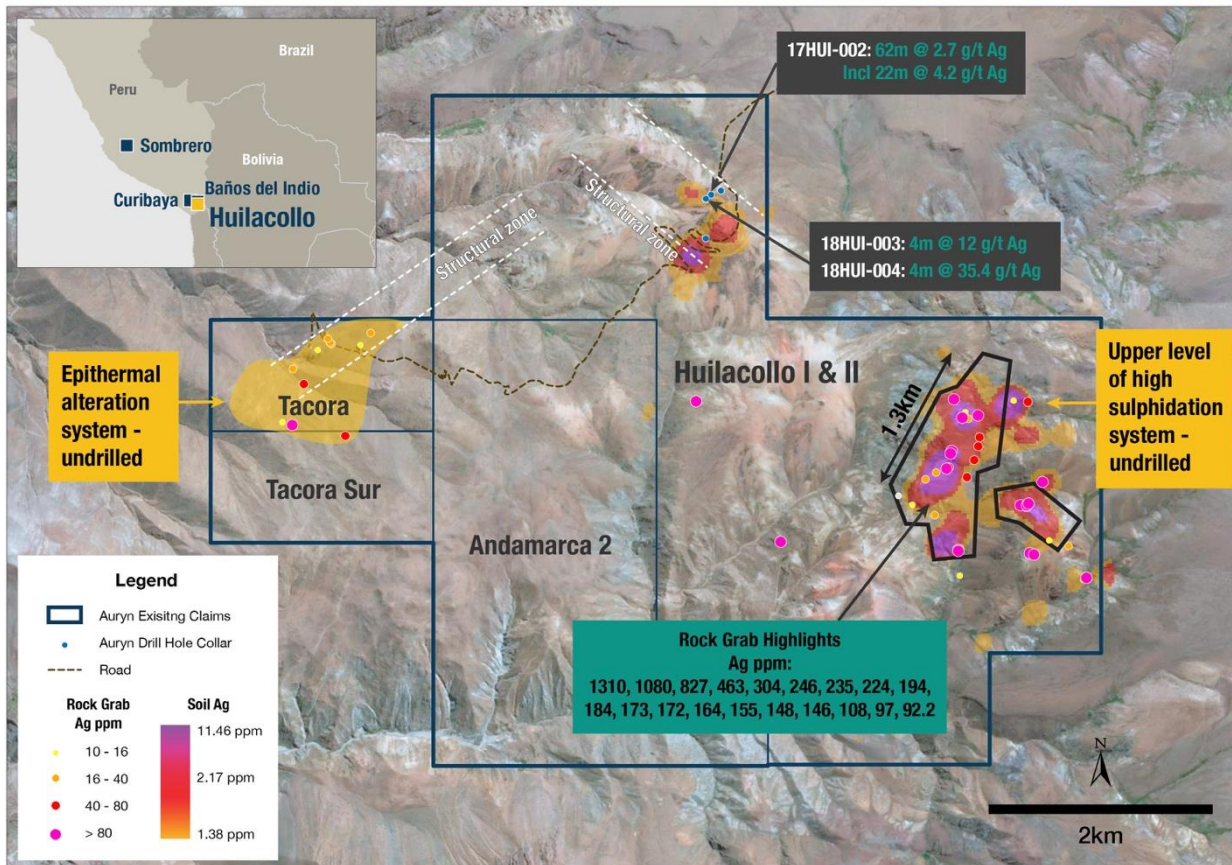 Brazil
Peru
Bolivia
Sombrero
Curibaya
Baños del Indio
Huilacollo
17HUI-002: 62m @ 2.7 g/t Ag
Incl 22m @ 4.2 g/t Ag
Structural zone
Structural zone
18HUI-003: 4m @ 12 g/t Ag
18HUI-004: 4m @ 35.4 g/t Ag
Epithermal
alteration
system -
undrilled
Tacora
Tacora Sur
Andamarca 2
Huilacollo I & II
1.3km
Upper level
of high
sulphidation
system -
undrilled
Rock Grab Highlights
Ag ppm:
1310, 1080, 827, 463, 304, 246, 235, 224, 194,
184, 173, 172, 164, 155, 148, 146, 108, 97, 92.2
Legend
Auryn Exisitng Claims
Auryn Drill Hole Collar
Road
Rock Grab
Ag ppm
10 - 16
16 - 40
40 - 80
> 80
Soil Ag
11.46 ppm
2.17 ppm
1.38 ppm
N
2km